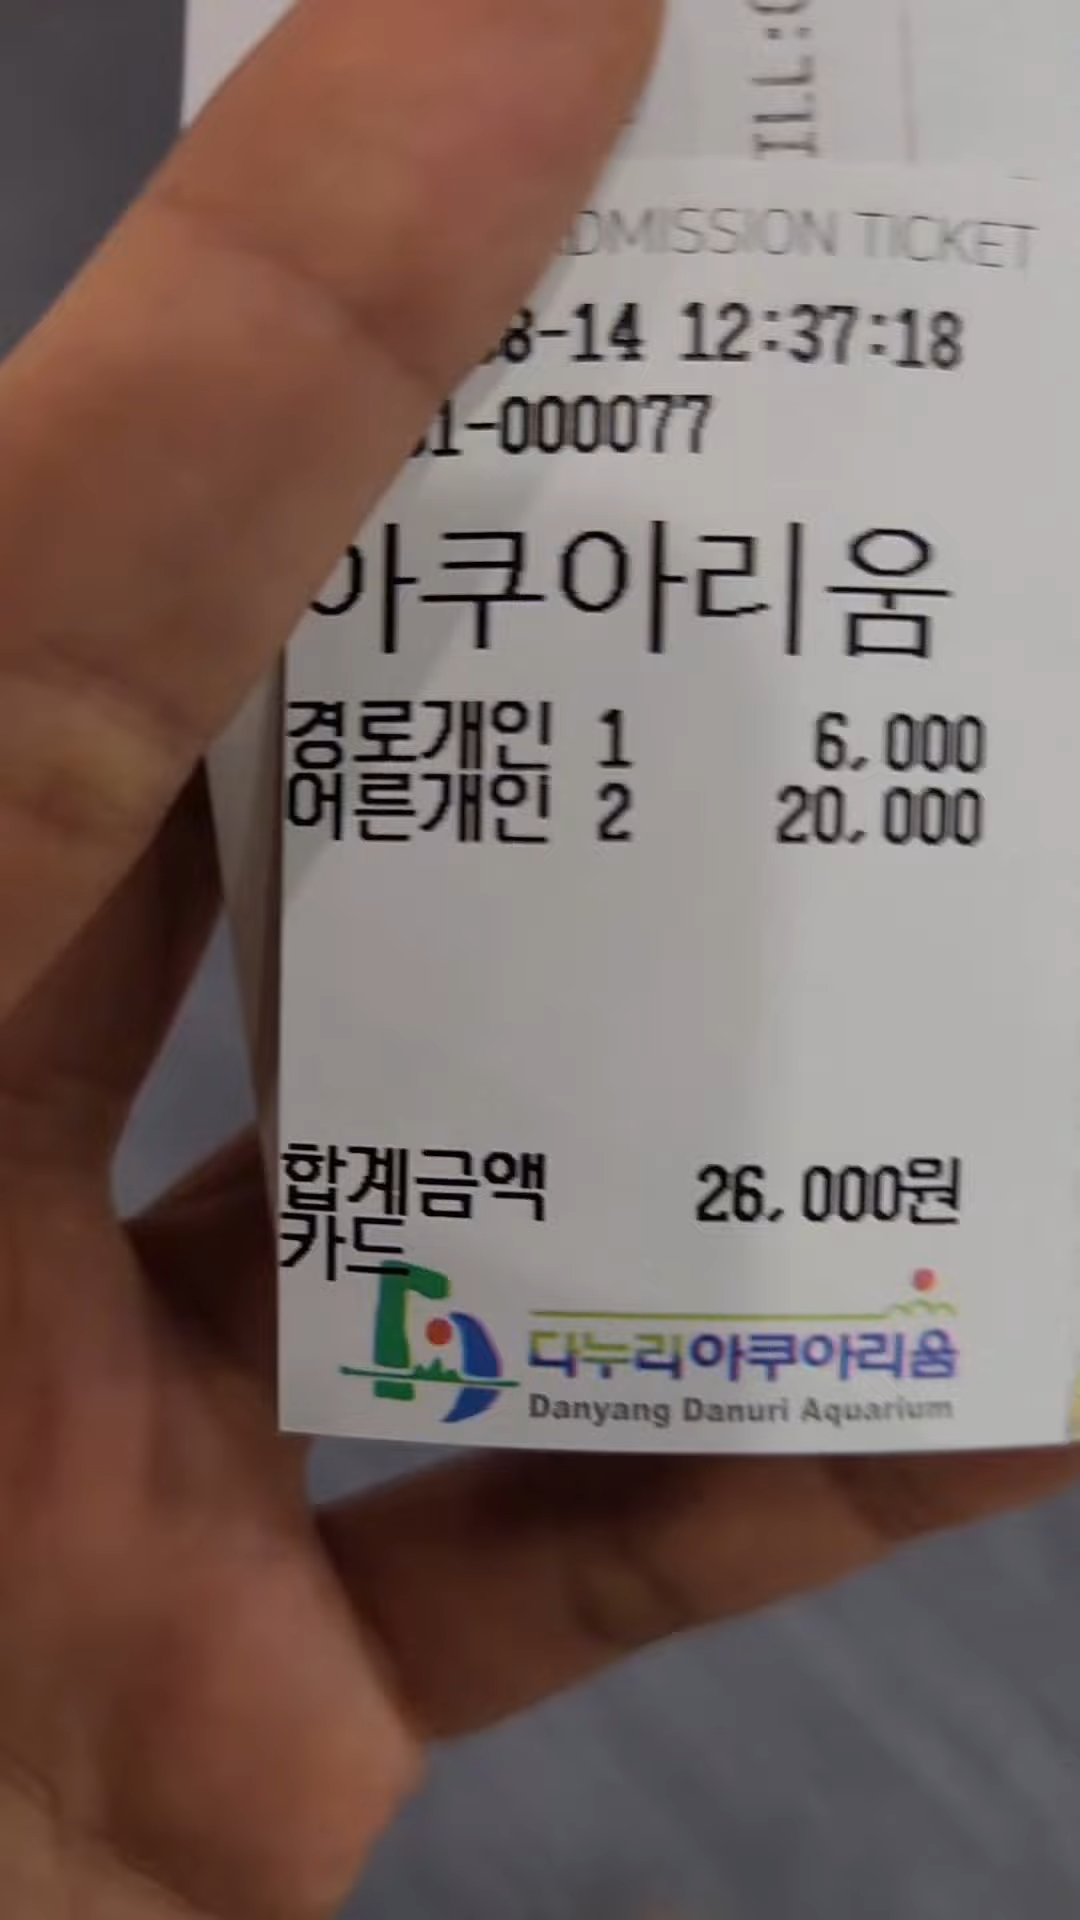 ADMISSION TICKET
8-14 12:37:18
1-000077
아쿠아리움
경로개인 1 6,000
어른개인 2 20,000
합계금액 26,000원
카드
다누리아쿠아리움
Danyang Danuri Aquarium